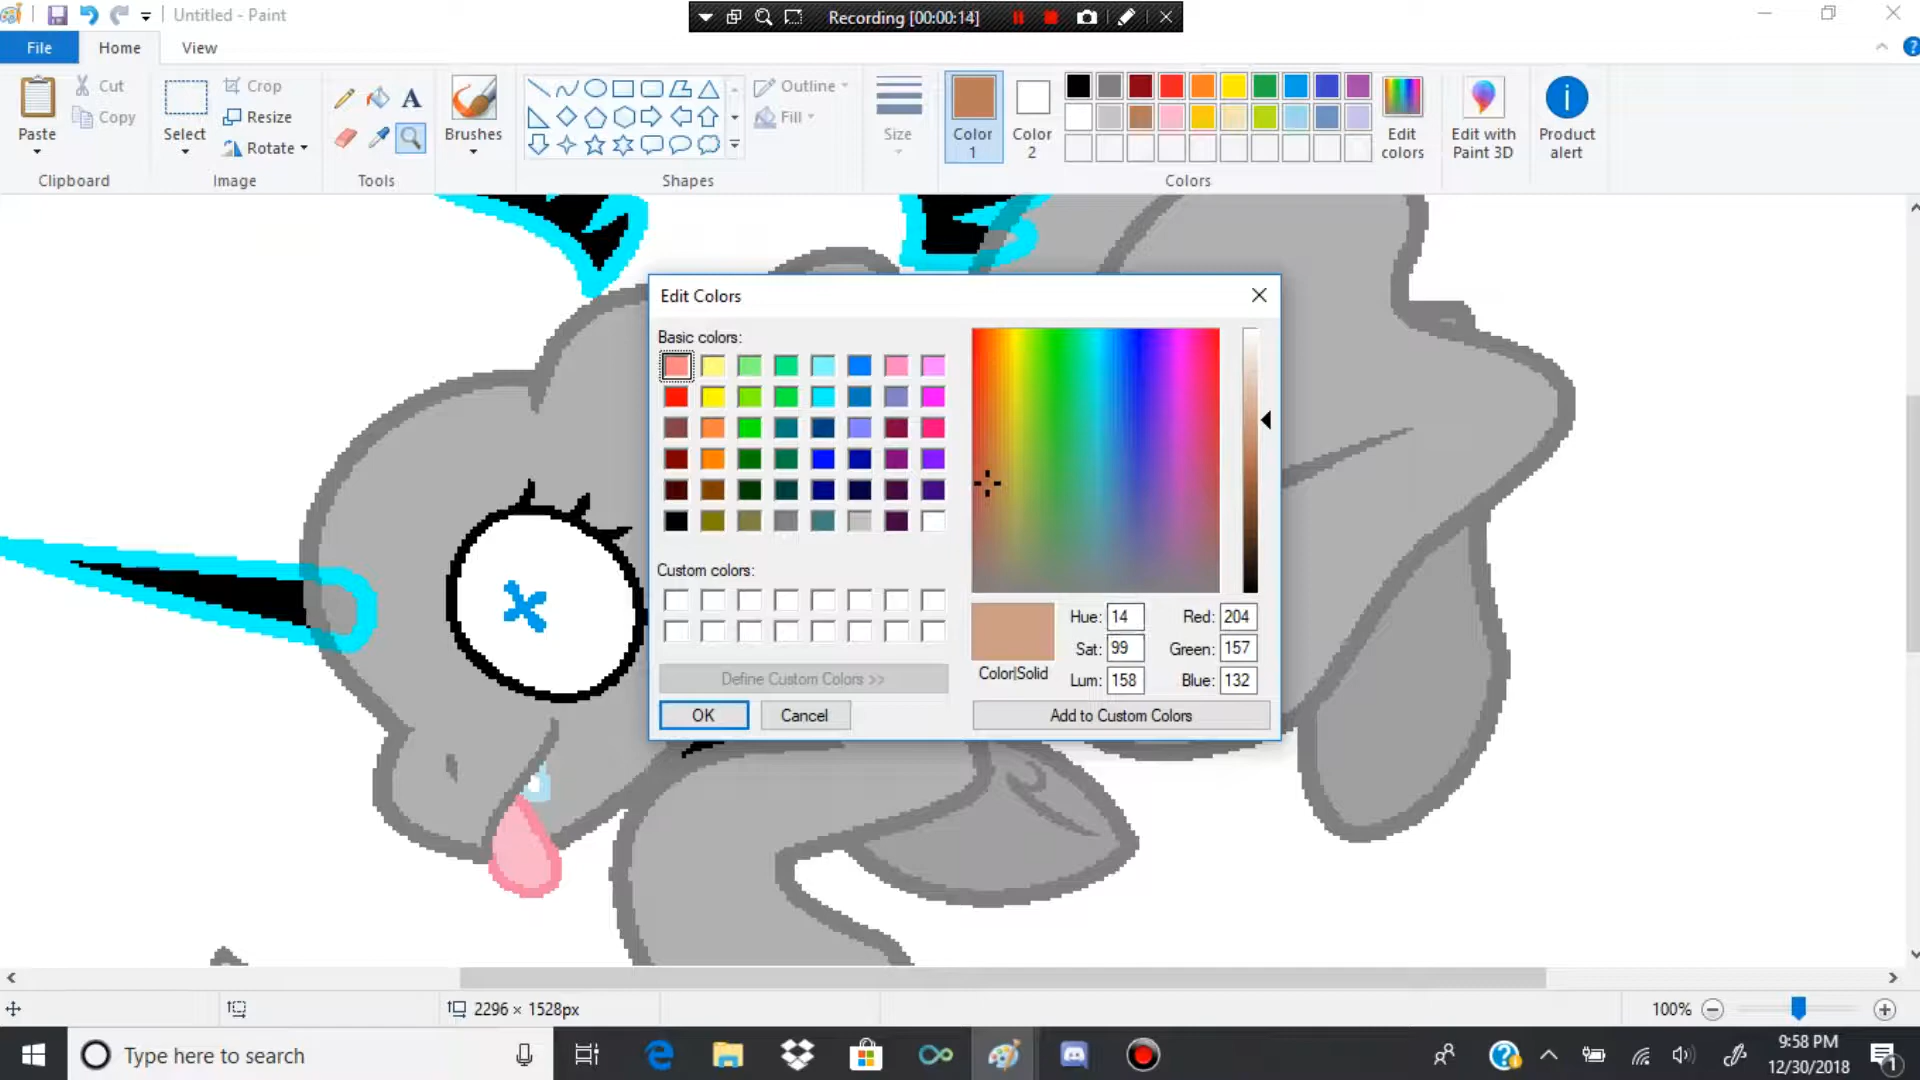 Untitled - Paint
Recording [00:00:14]
File
Home
View
Paste
Cut
Copy
Clipboard
Select
Crop
Resize
Rotate
Image
Tools
Brushes
Outline
Fill
Shapes
Size
Color 1
Color 2
Edit colors
Colors
Edit with Paint 3D
Product alert
Edit Colors
Basic colors:
Custom colors:
Define Custom Colors >>
OK
Cancel
Color|Solid
Hue: 14
Sat: 99
Lum: 158
Red: 204
Green: 157
Blue: 132
Add to Custom Colors
2296 × 1528px
100%
Type here to search
9:58 PM
12/30/2018
1